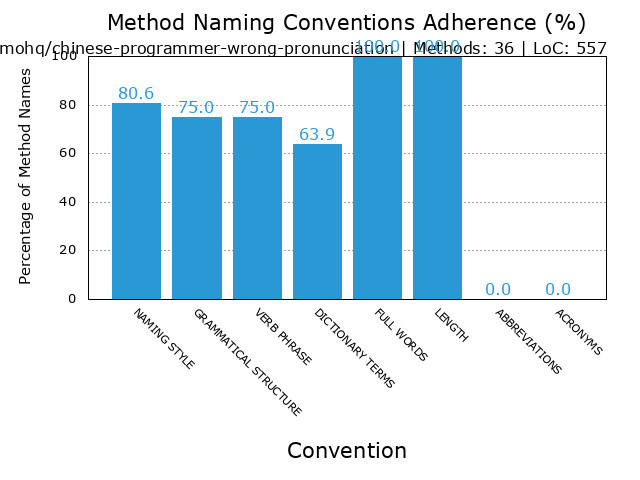 Method Naming Conventions Adherence (%)
mohq/chinese-programmer-wrong-pronunciation | Methods: 36 | LoC: 557
Percentage of Method Names
100
80
60
40
20
0
80.6
75.0
75.0
63.9
100.0
100.0
0.0
0.0
NAMING STYLE
GRAMMATICAL STRUCTURE
VERB PHRASE
DICTIONARY TERMS
FULL WORDS
LENGTH
ABBREVIATIONS
ACRONYMS
Convention